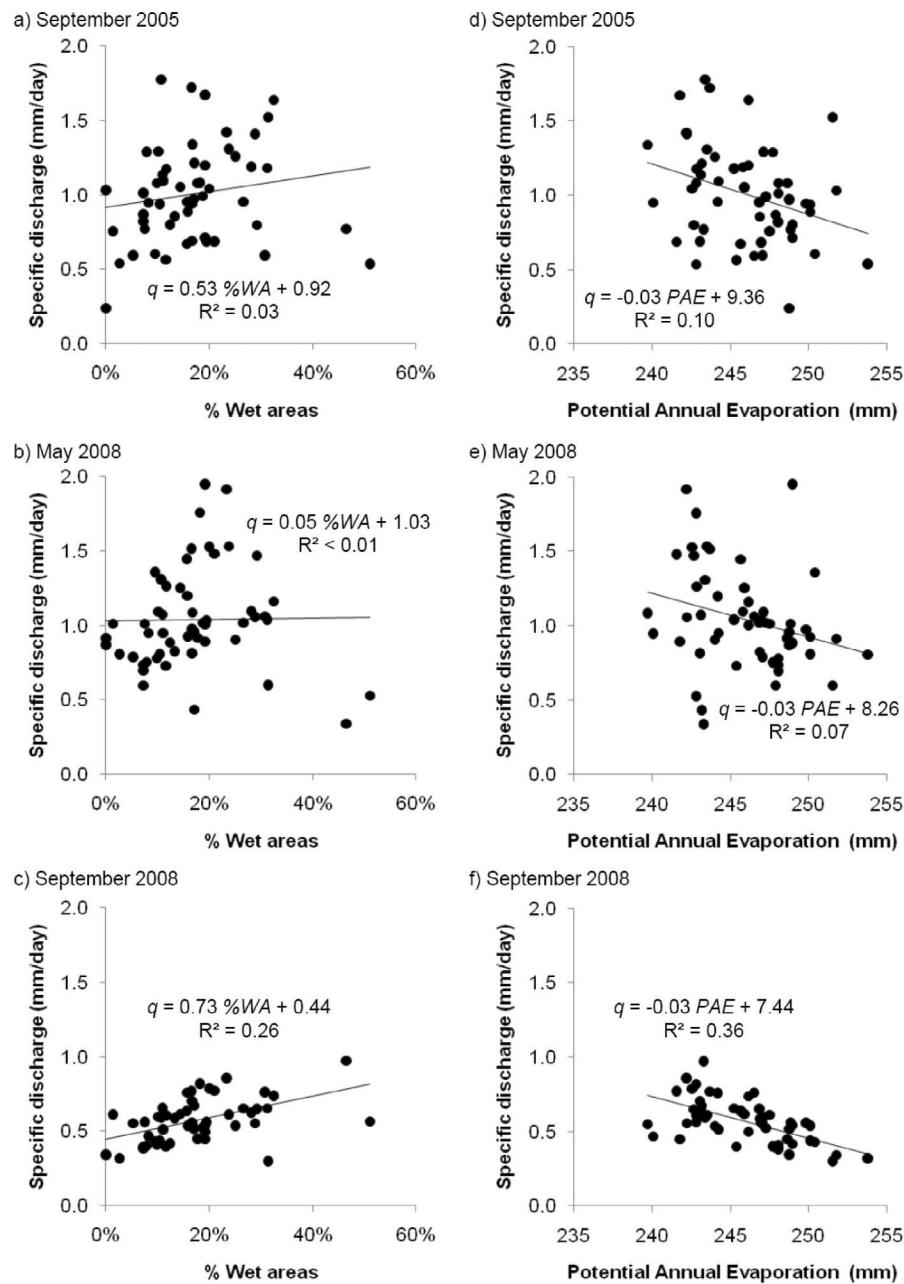 a) September 2005
Specific discharge (mm/day)
2.0
1.5
1.0
0.5
0.0
q = 0.53 %WA + 0.92
R² = 0.03
0% 20% 40% 60%
% Wet areas
d) September 2005
Specific discharge (mm/day)
2.0
1.5
1.0
0.5
0.0
q = -0.03 PAE + 9.36
R² = 0.10
235 240 245 250 255
Potential Annual Evaporation (mm)
b) May 2008
Specific discharge (mm/day)
2.0
1.5
1.0
0.5
0.0
q = 0.05 %WA + 1.03
R² < 0.01
0% 20% 40% 60%
% Wet areas
e) May 2008
Specific discharge (mm/day)
2.0
1.5
1.0
0.5
0.0
q = -0.03 PAE + 8.26
R² = 0.07
235 240 245 250 255
Potential Annual Evaporation (mm)
c) September 2008
Specific discharge (mm/day)
2.0
1.5
1.0
0.5
0.0
q = 0.73 %WA + 0.44
R² = 0.26
0% 20% 40% 60%
% Wet areas
f) September 2008
Specific discharge (mm/day)
2.0
1.5
1.0
0.5
0.0
q = -0.03 PAE + 7.44
R² = 0.36
235 240 245 250 255
Potential Annual Evaporation (mm)